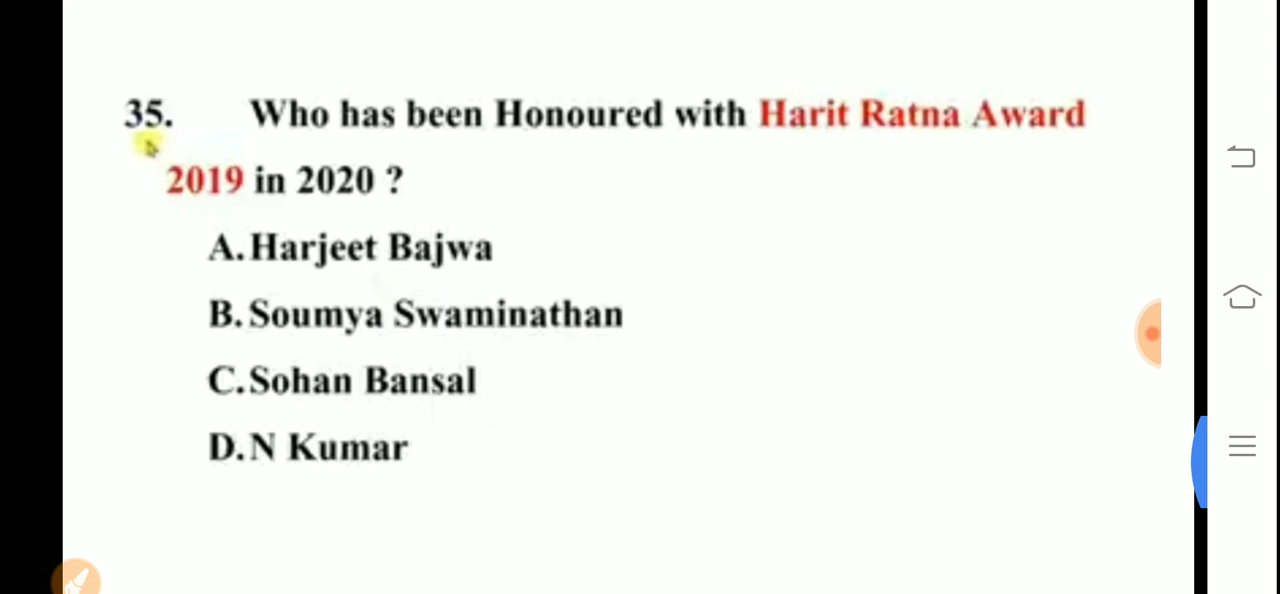 35. Who has been Honoured with Harit Ratna Award
2019 in 2020 ?
A. Harjeet Bajwa
B. Soumya Swaminathan
C. Sohan Bansal
D. N Kumar